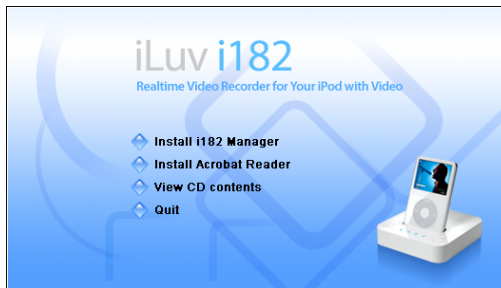 iLuv i182
Realtime Video Recorder for Your iPod with Video
Install i182 Manager
Install Acrobat Reader
View CD contents
Quit